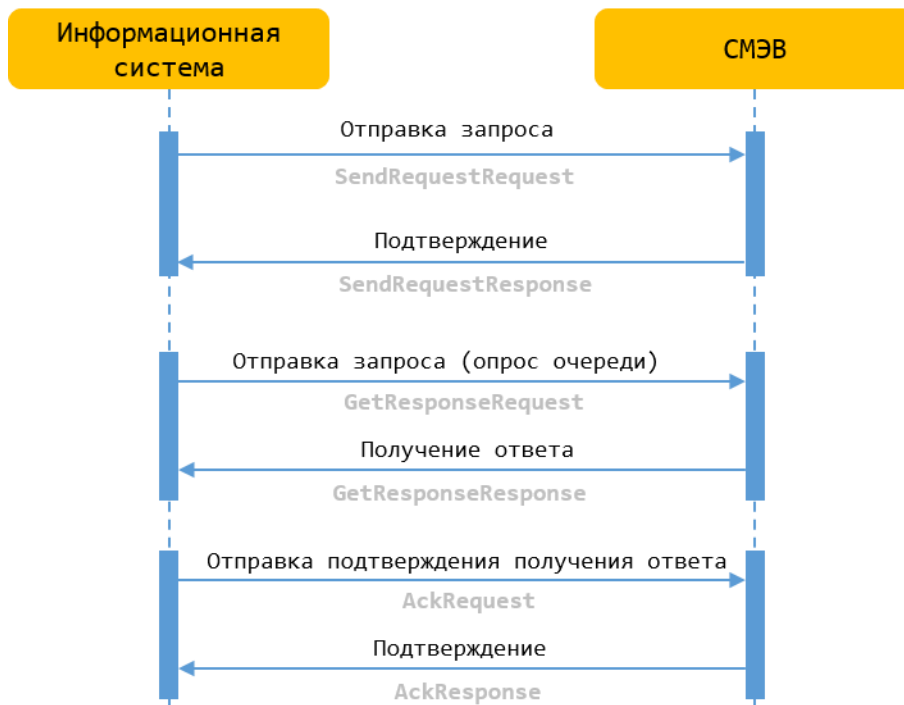 Информационная
система
СМЭВ
Отправка запроса
SendRequestRequest
Подтверждение
SendRequestResponse
Отправка запроса (опрос очереди)
GetResponseRequest
Получение ответа
GetResponseResponse
Отправка подтверждения получения ответа
AckRequest
Подтверждение
AckResponse